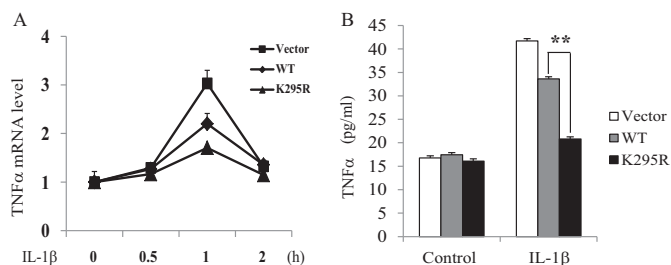 A
TNFα mRNA level
4
3
2
1
0
Vector
WT
K295R
IL-1β 0 0.5 1 2 (h)
B
TNFα (pg/ml)
45
40
35
30
25
20
15
10
5
0
**
Vector
WT
K295R
Control IL-1β